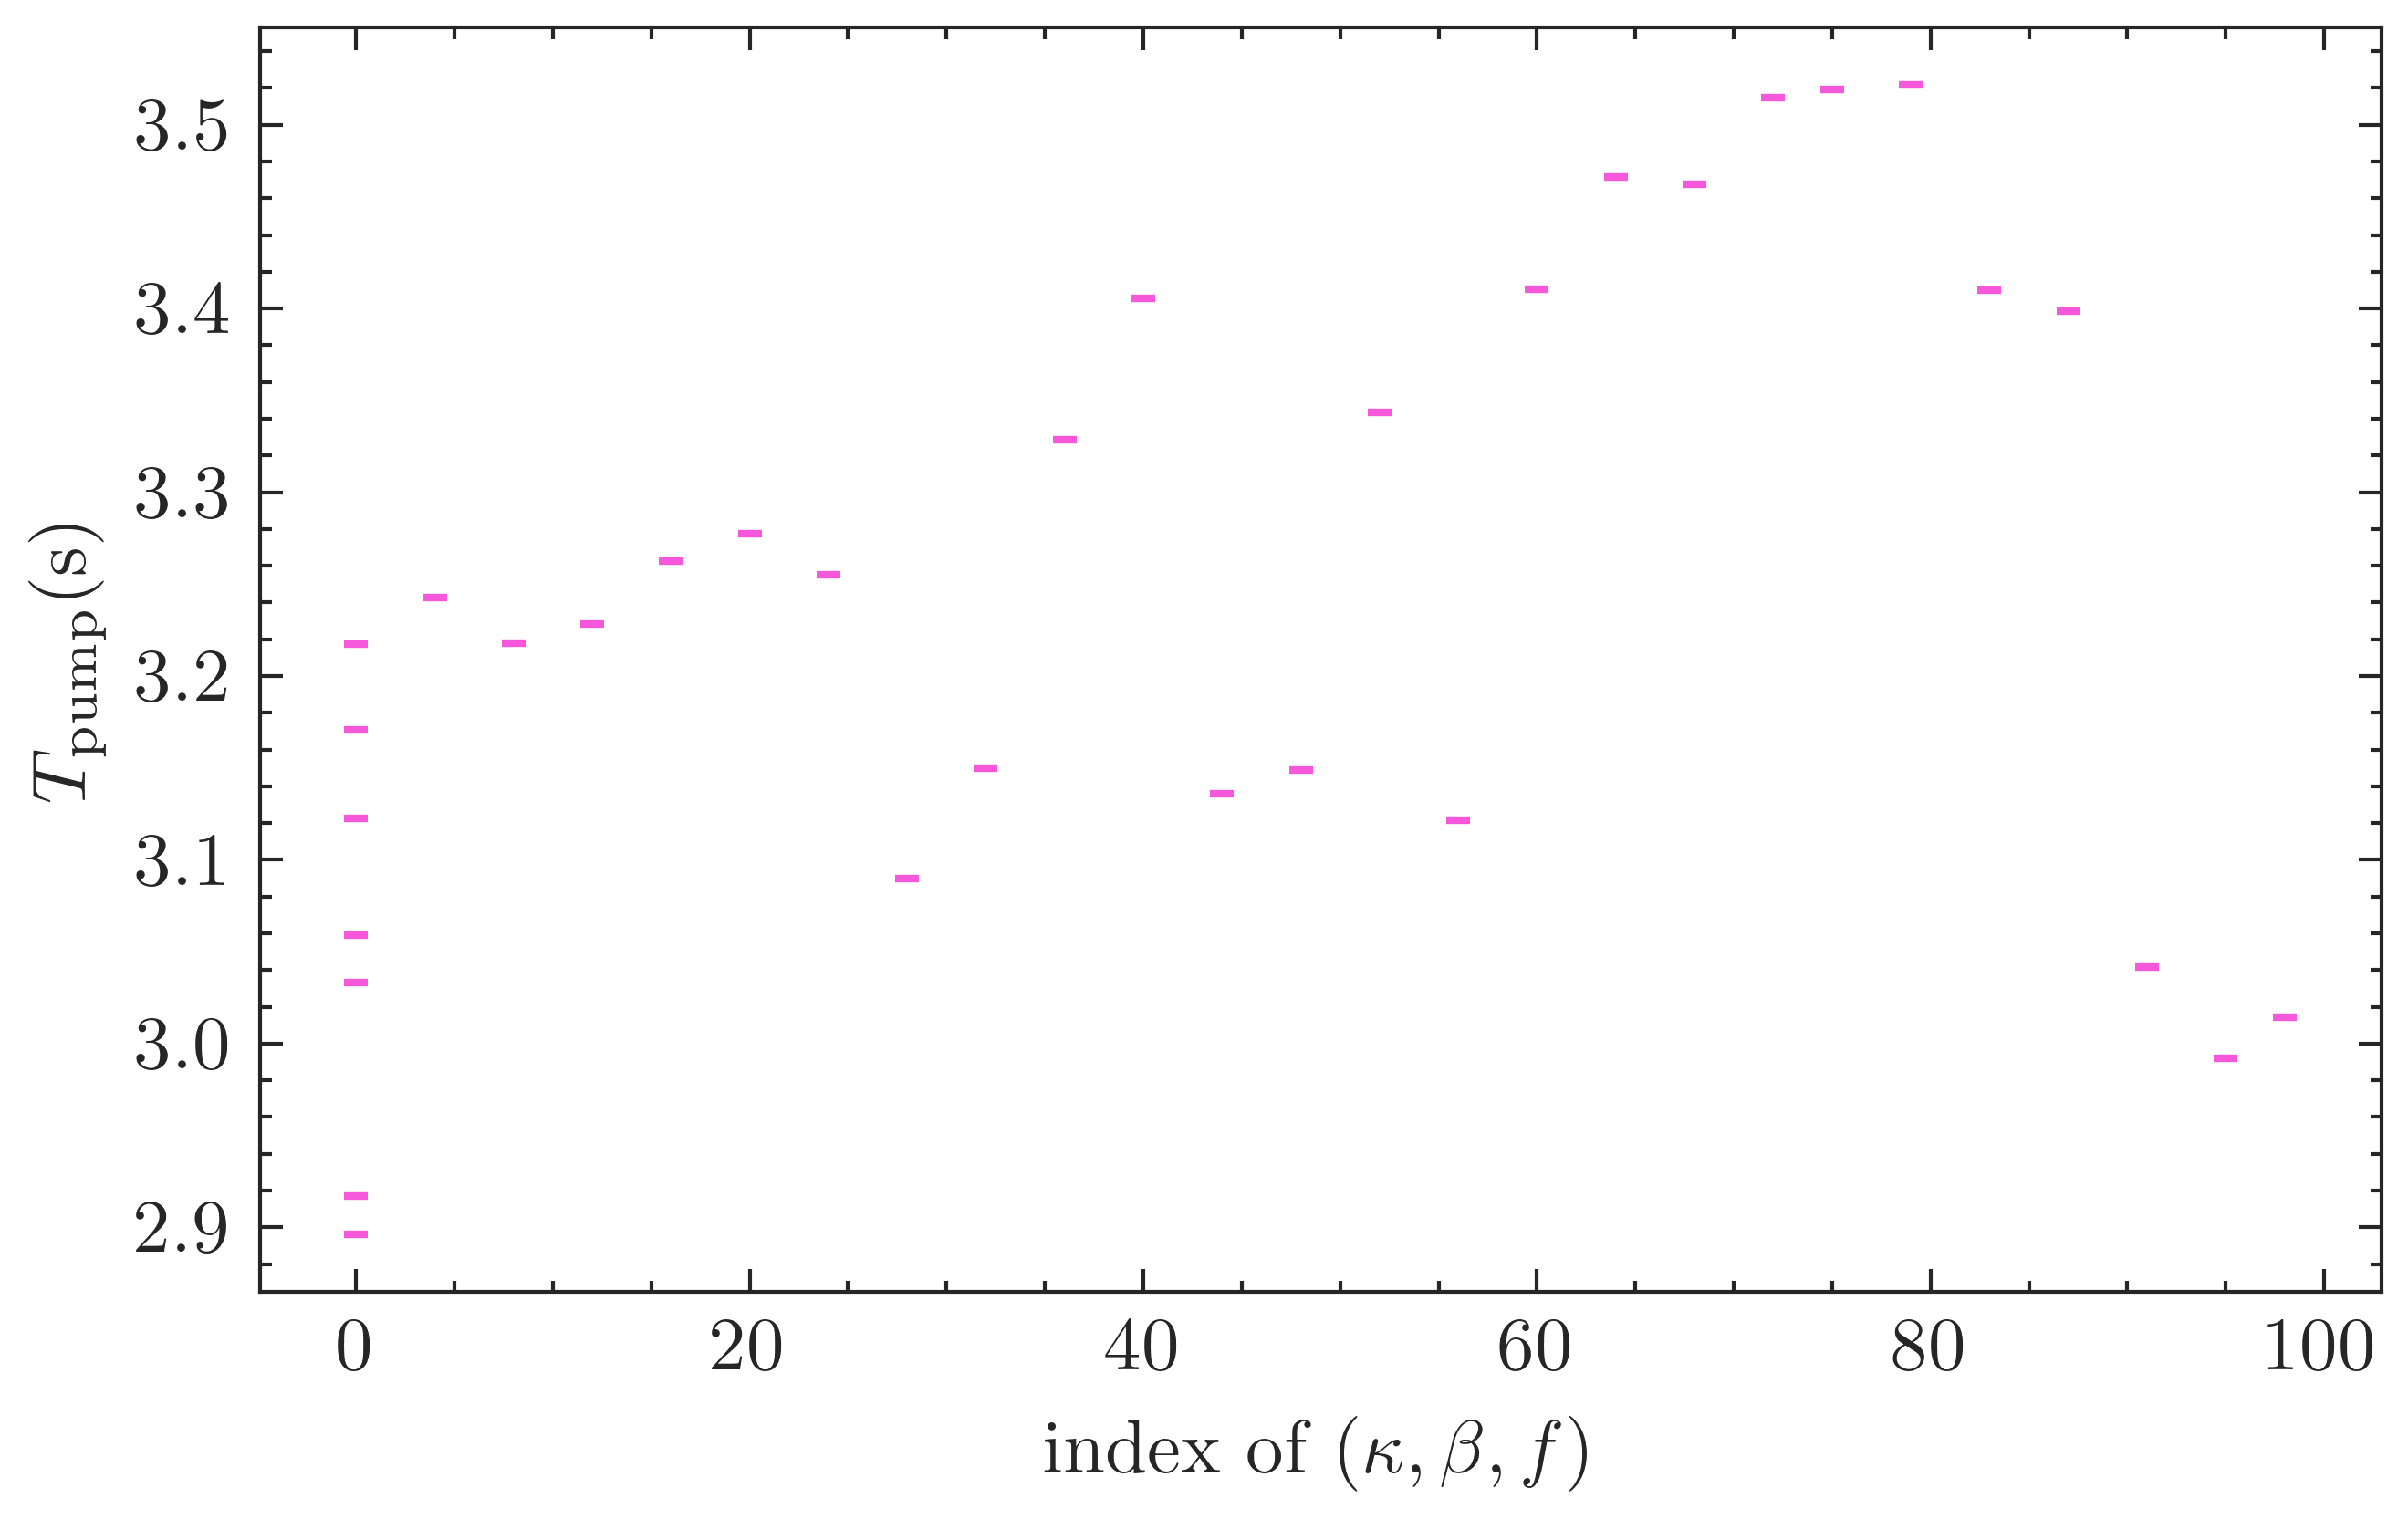 3.5
3.4
3.3
3.2
3.1
3.0
2.9
T_pump(s)
0 20 40 60 80 100
index of (κ, β, f)